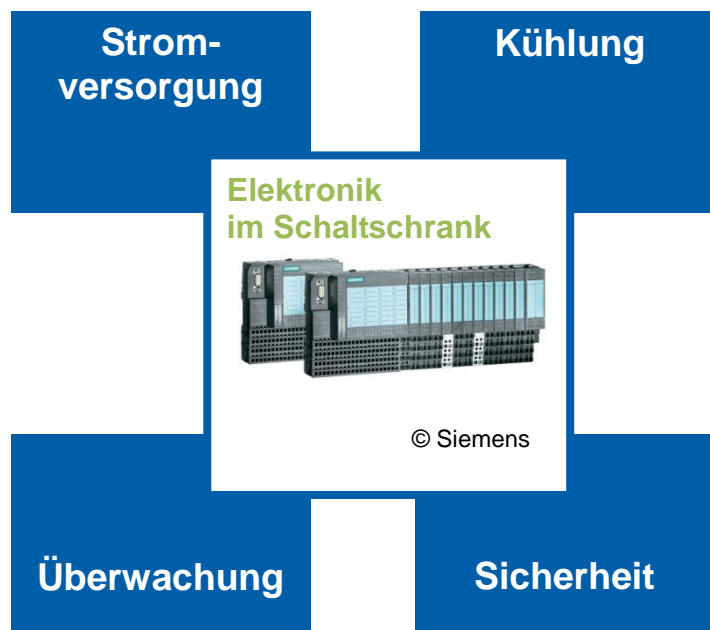 Strom-
versorgung
Kühlung
Elektronik
im Schaltschrank
© Siemens
Überwachung
Sicherheit